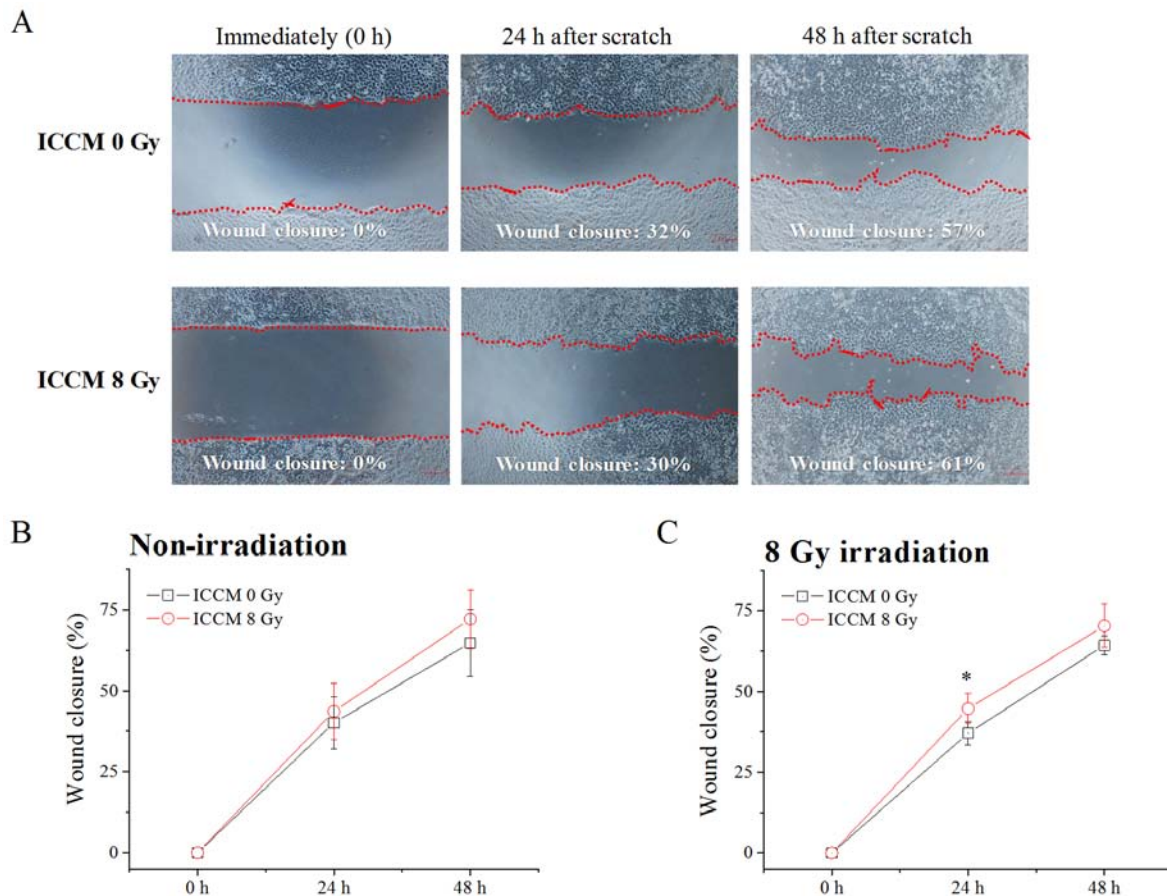 A
Immediately (0 h)
24 h after scratch
48 h after scratch
ICCM 0 Gy
Wound closure: 0%
Wound closure: 32%
Wound closure: 57%
ICCM 8 Gy
Wound closure: 0%
Wound closure: 30%
Wound closure: 61%
B
Non-irradiation
ICCM 0 Gy
ICCM 8 Gy
Wound closure (%)
75
50
25
0
0 h
24 h
48 h
C
8 Gy irradiation
ICCM 0 Gy
ICCM 8 Gy
*
Wound closure (%)
75
50
25
0
0 h
24 h
48 h